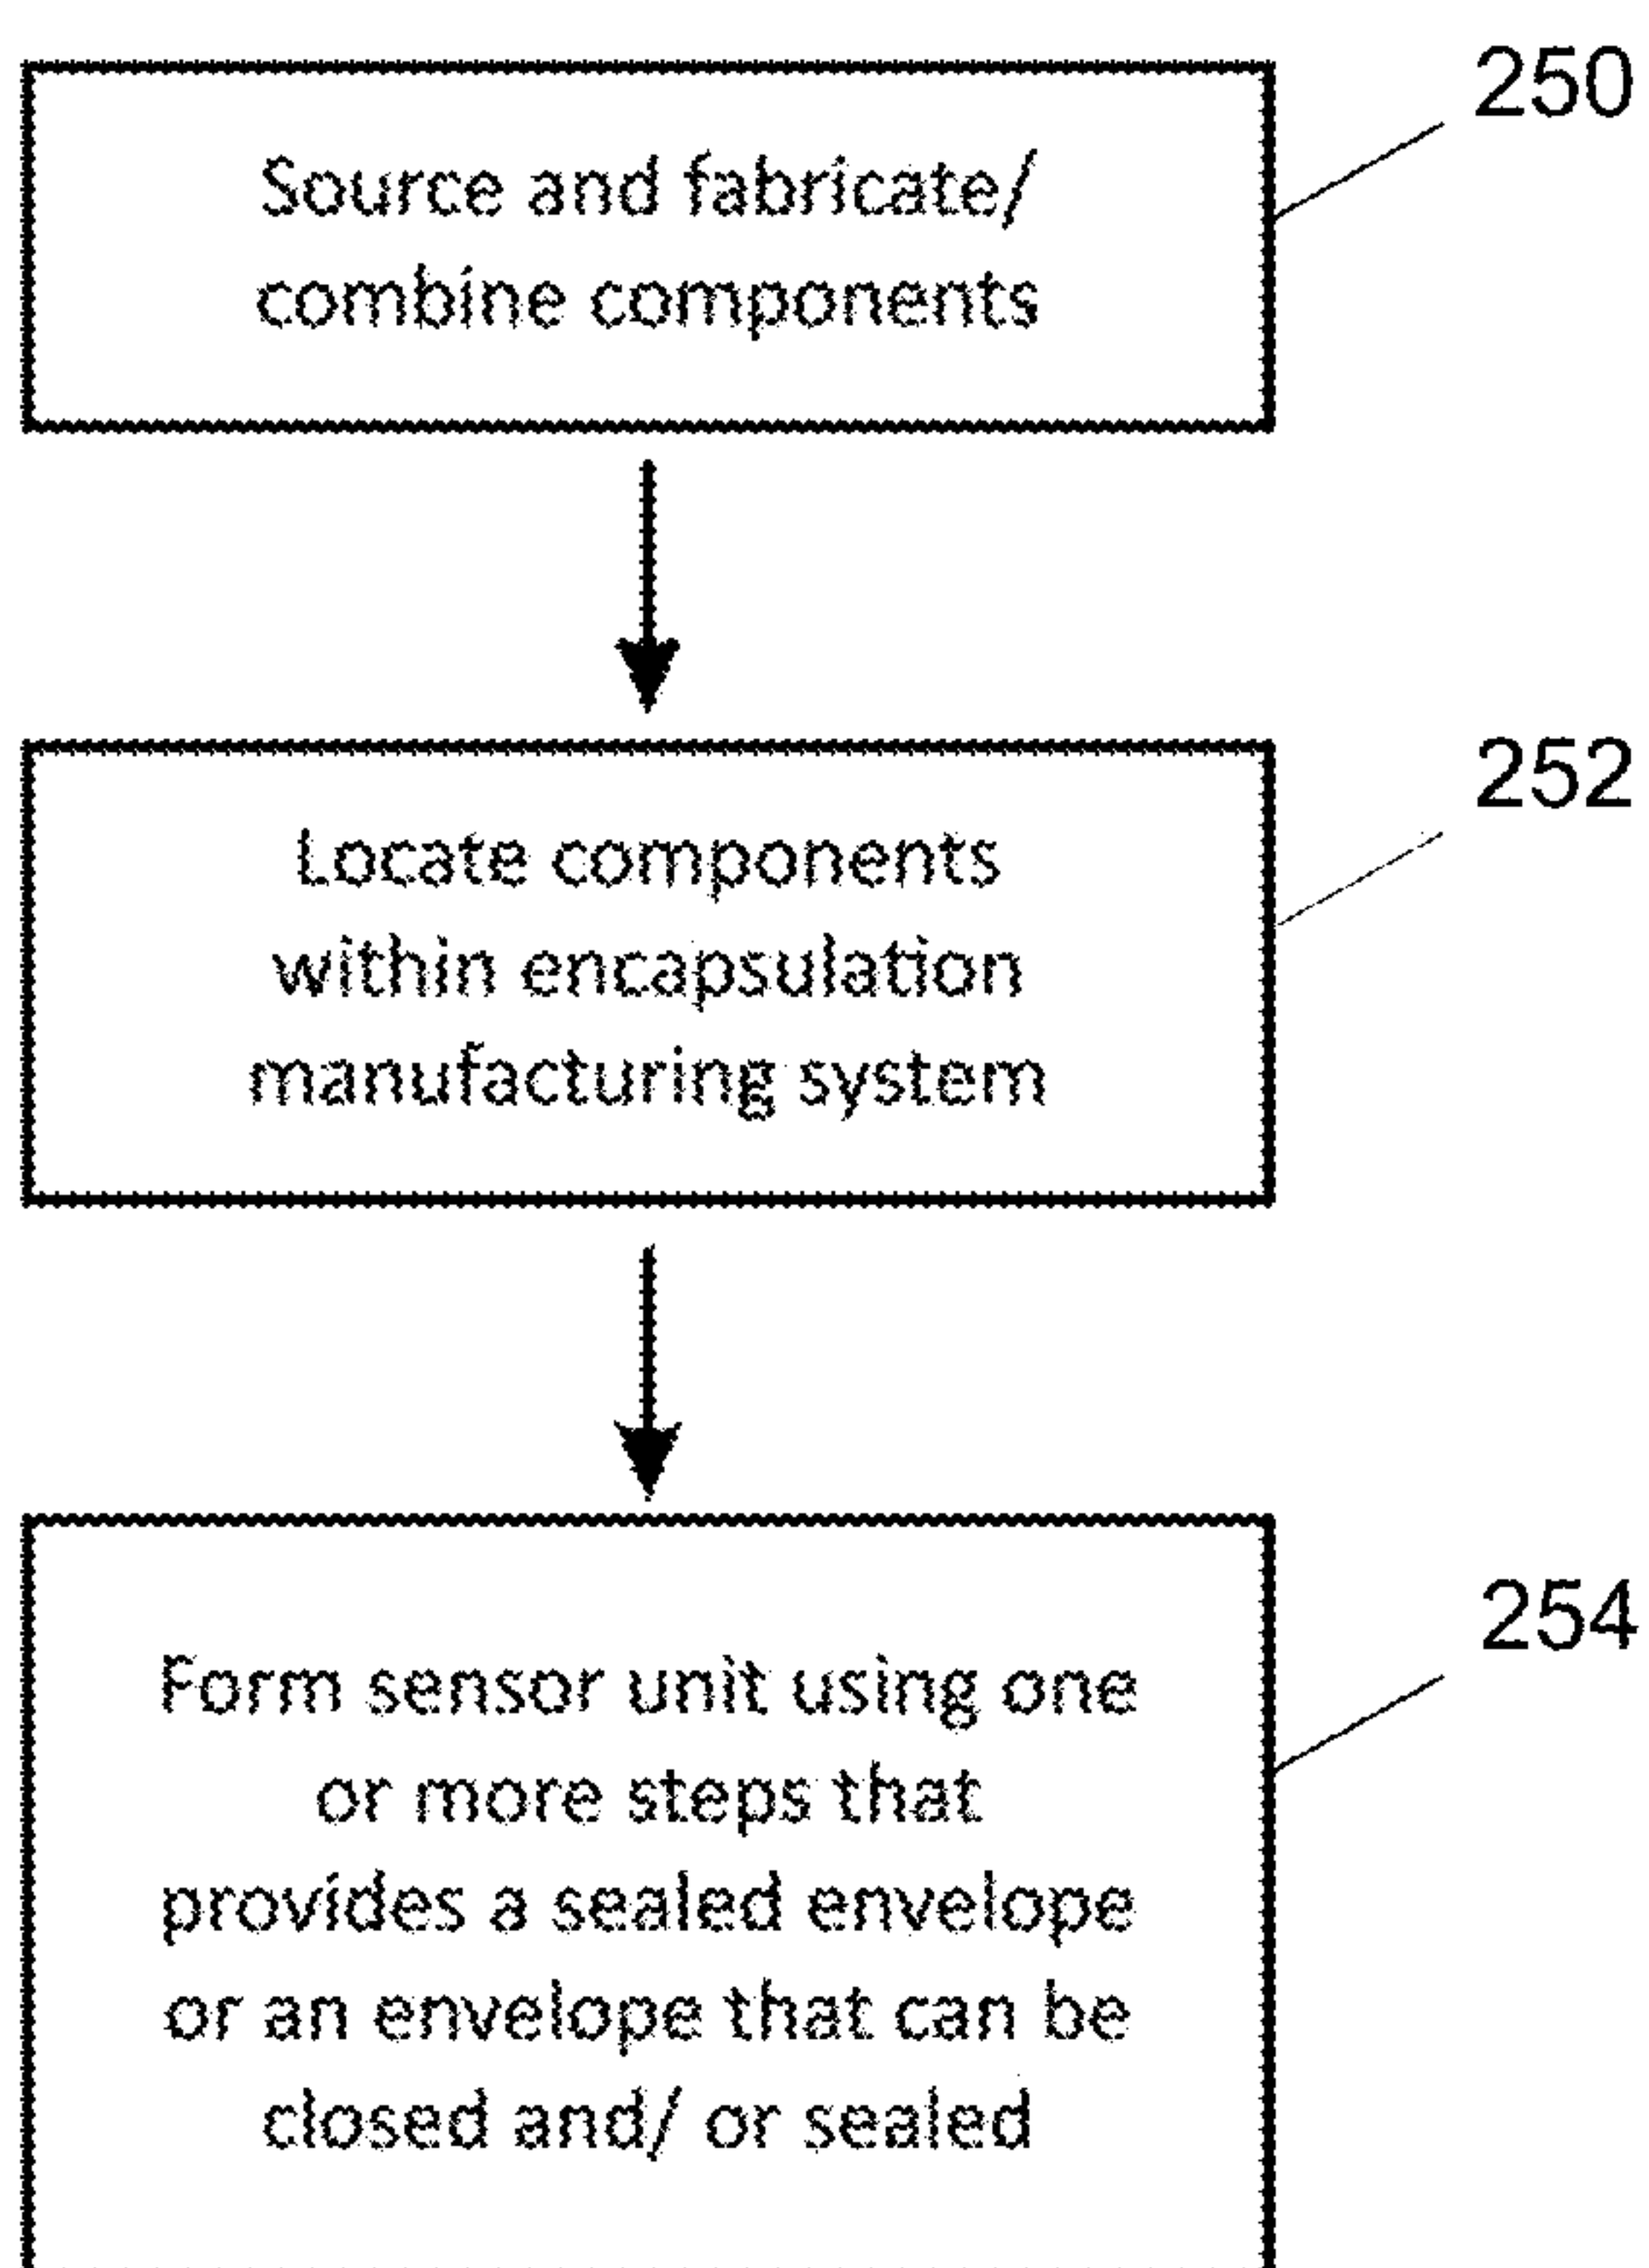 250
Source and fabricate/
combine components
252
Locate components
within encapsulation
manufacturing system
254
Form sensor unit using one
or more steps that
provides a sealed envelope
or an envelope that can be
closed and/ or sealed